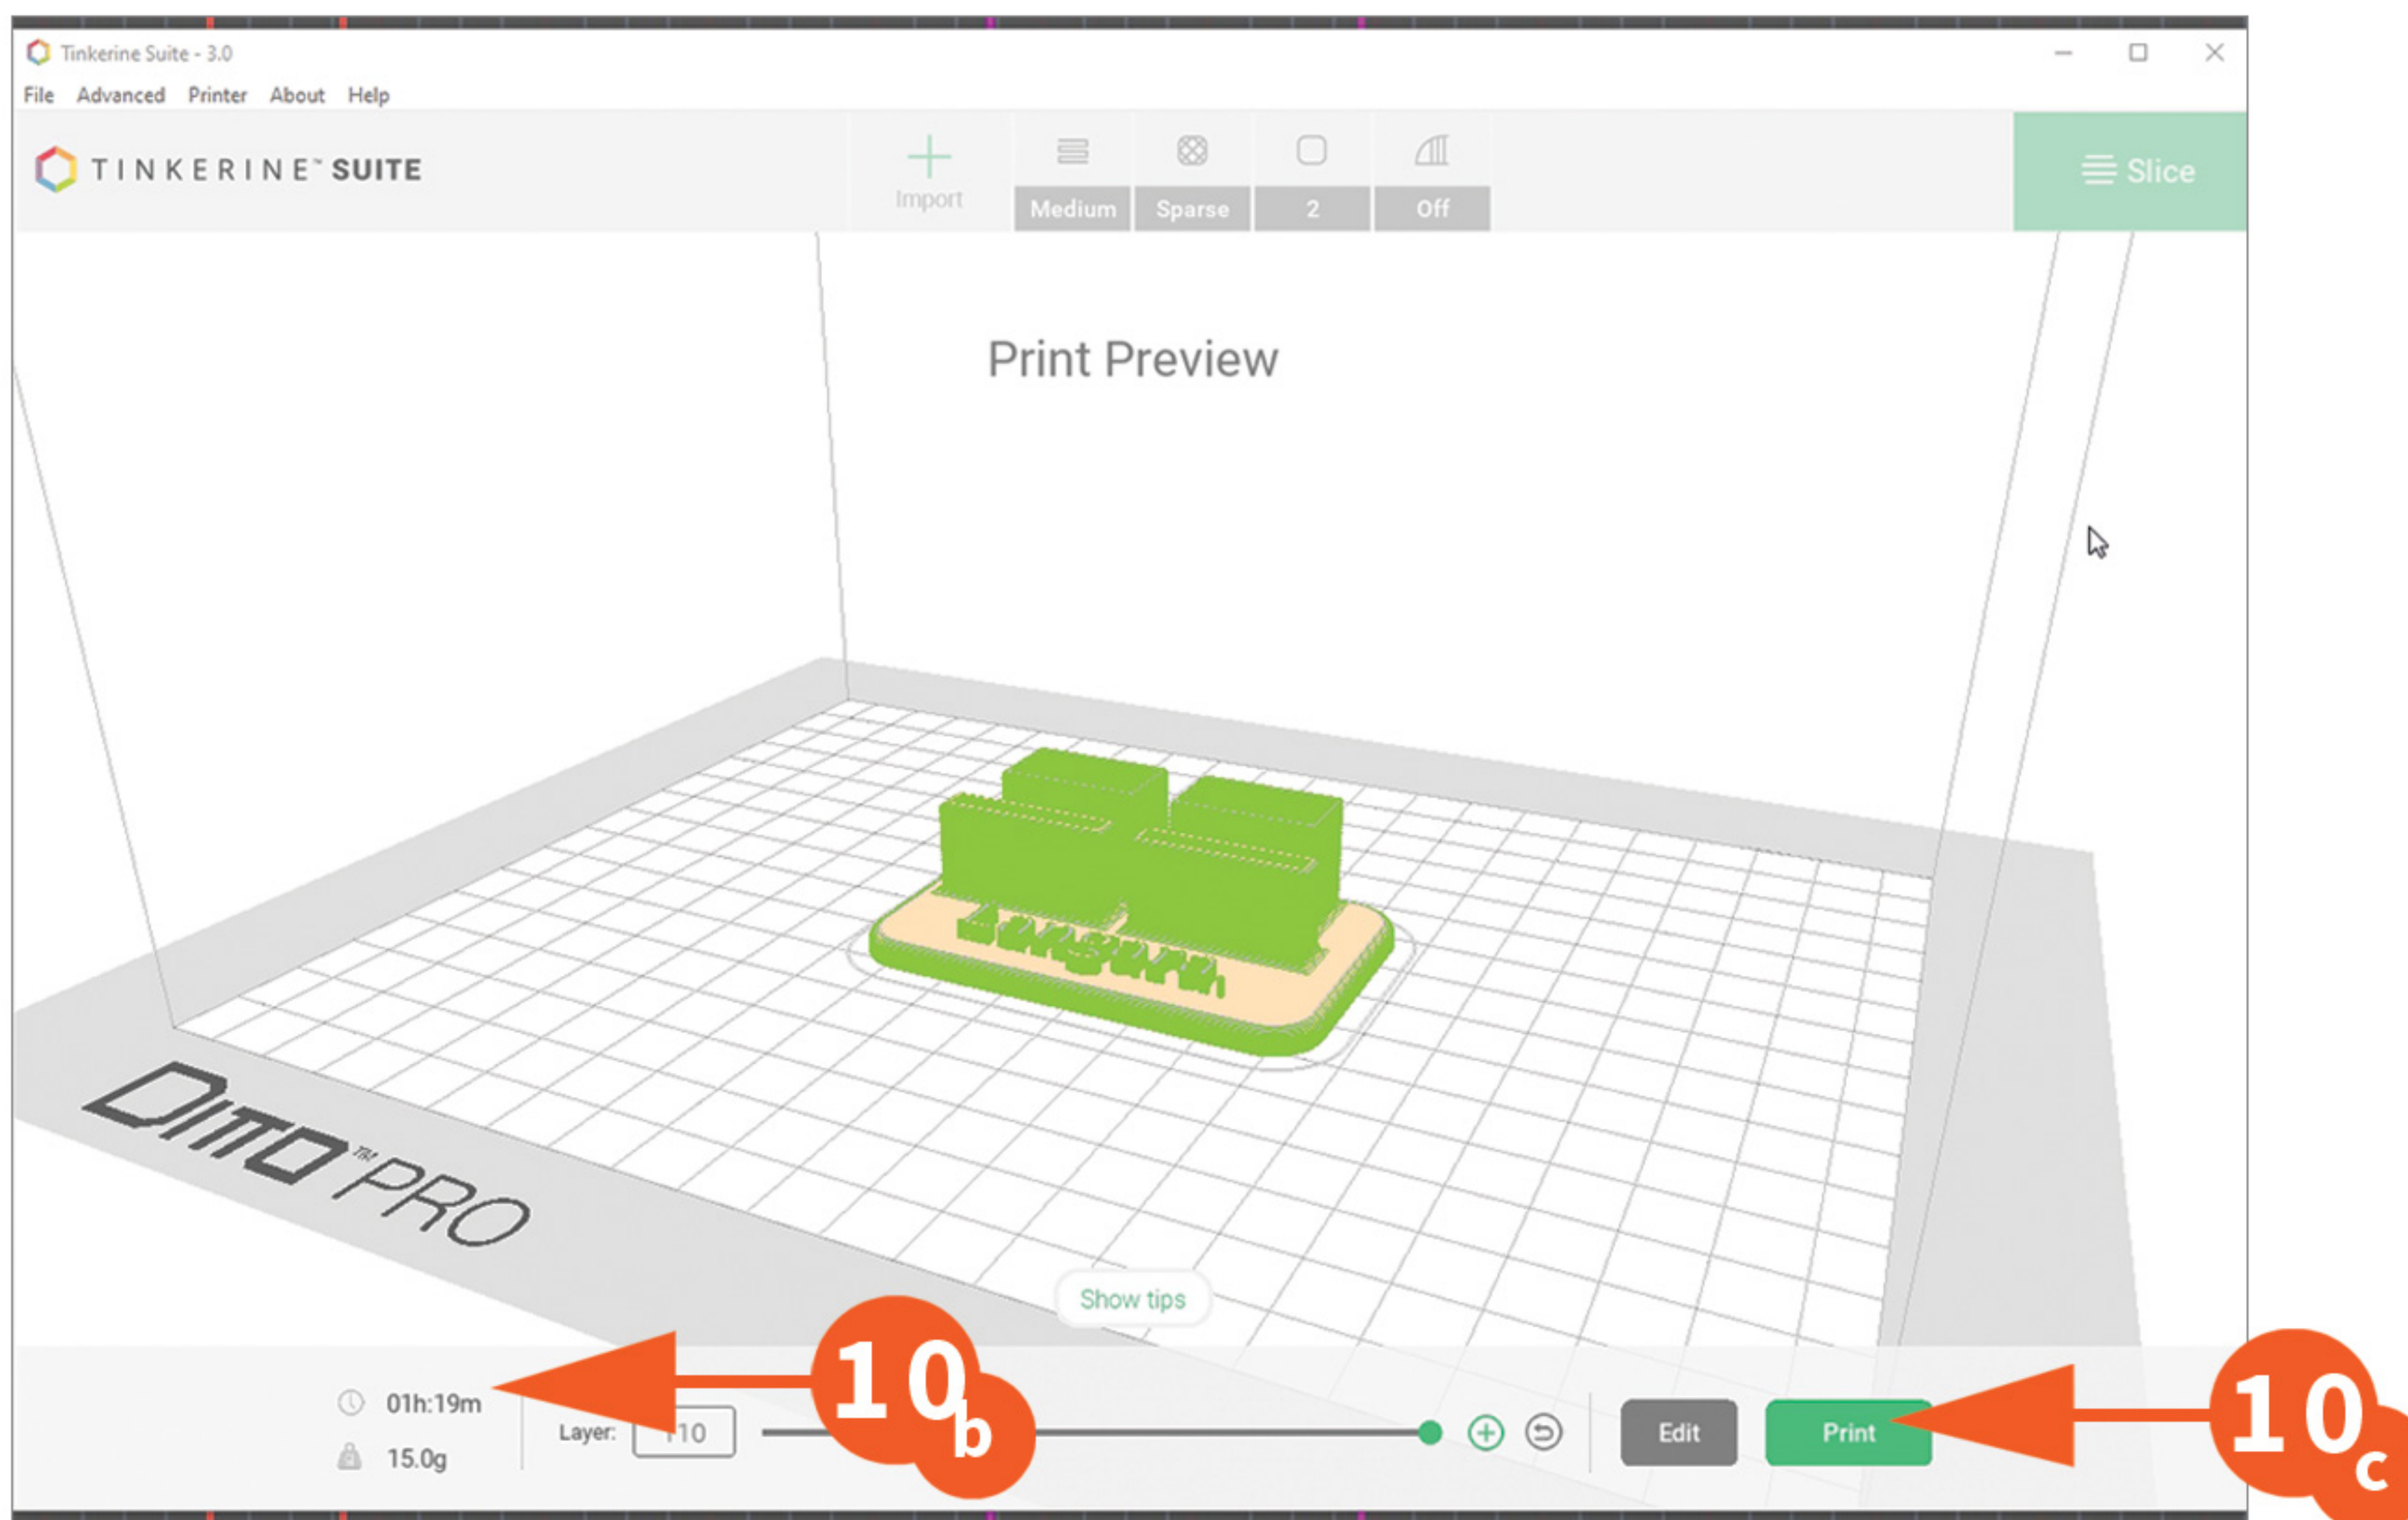 Tinkerine Suite - 3.0
File Advanced Printer About Help
TINKERINE™ SUITE
Import
Medium
Sparse
2
Off
Slice
Print Preview
DITTO™ PRO
Show tips
01h:19m
15.0g
10b
Layer:
110
Edit
Print
10c